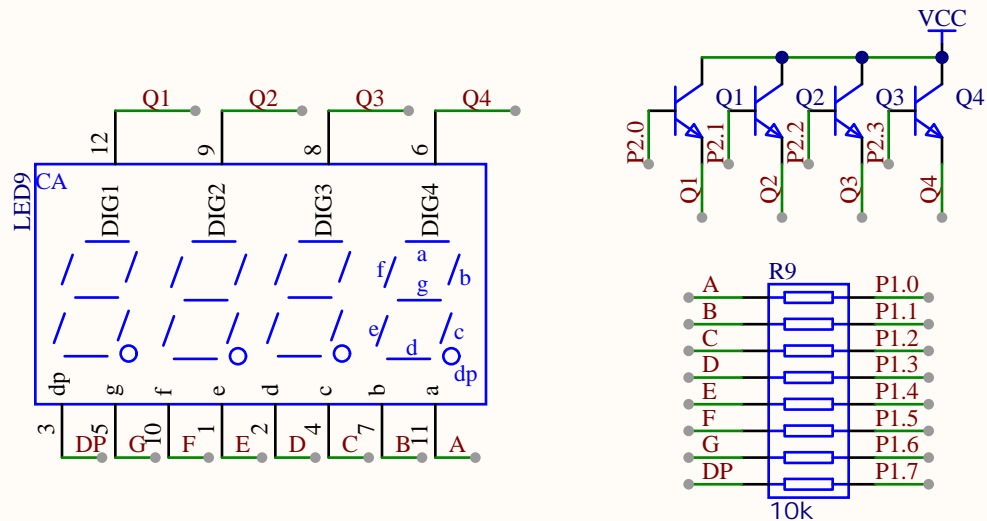 VCC
Q1 Q2 Q3 Q4
12 9 8 6
Q1 Q2 Q3 Q4
P2.0 P2.1 P2.2 P2.3
LED9 CA
DIG1 DIG2 DIG3 DIG4
Q1 Q2 Q3 Q4
a
f b
g
e c
d
dp
R9
A P1.0
B P1.1
C P1.2
D P1.3
E P1.4
F P1.5
G P1.6
DP P1.7
10k
dp g f e d c b a
3 5 10 1 2 4 7 11
DP G F E D C B A